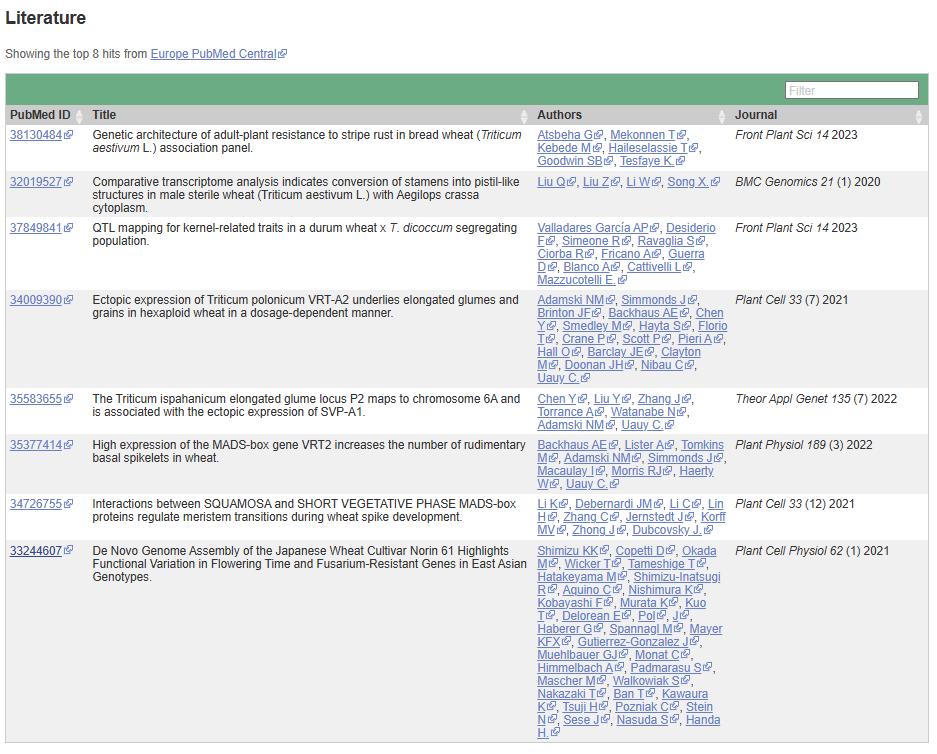 Literature
Showing the top 8 hits from Europe PubMed Central
Filter
PubMed ID Title Authors Journal
38130484 Genetic architecture of adult-plant resistance to stripe rust in bread wheat (Triticum Atsbeha G, Mekonnen T, Front Plant Sci 14 2023
aestivum L.) association panel. Kebede M, Haileselassie T,
Goodwin SB, Tesfaye K.
32019527 Comparative transcriptome analysis indicates conversion of stamens into pistil-like Liu Q, Liu Z, Li W, Song X. BMC Genomics 21 (1) 2020
structures in male sterile wheat (Triticum aestivum L.) with Aegilops crassa
cytoplasm.
37849841 QTL mapping for kernel-related traits in a durum wheat x T. dicoccum segregating Valladares García AP, Desiderio Front Plant Sci 14 2023
population. F, Simeone R, Ravaglia S,
Ciorba R, Fricano A, Guerra
D, Blanco A, Cattivelli L,
Mazzucotelli E.
34009390 Ectopic expression of Triticum polonicum VRT-A2 underlies elongated glumes and Adamski NM, Simmonds J, Plant Cell 33 (7) 2021
grains in hexaploid wheat in a dosage-dependent manner. Brinton JF, Backhaus AE, Chen
Y, Smedley M, Hayta S, Florio
T, Crane P, Scott P, Pieri A,
Hall O, Barclay JE, Clayton
M, Doonan JH, Nibau C,
Uauy C.
35583655 The Triticum ispahanicum elongated glume locus P2 maps to chromosome 6A and Chen Y, Liu Y, Zhang J, Theor Appl Genet 135 (7) 2022
is associated with the ectopic expression of SVP-A1. Torrance A, Watanabe N,
Adamski NM, Uauy C.
35377414 High expression of the MADS-box gene VRT2 increases the number of rudimentary Backhaus AE, Lister A, Tomkins Plant Physiol 189 (3) 2022
basal spikelets in wheat. M, Adamski NM, Simmonds J,
Macaulay I, Morris RJ, Haerty
W, Uauy C.
34726755 Interactions between SQUAMOSA and SHORT VEGETATIVE PHASE MADS-box Li K, Debernardi JM, Li C, Lin Plant Cell 33 (12) 2021
proteins regulate meristem transitions during wheat spike development. H, Zhang C, Jernstedt J, Korff
MV, Zhong J, Dubcovsky J.
33244607 De Novo Genome Assembly of the Japanese Wheat Cultivar Norin 61 Highlights Shimizu KK, Copetti D, Okada Plant Cell Physiol 62 (1) 2021
Functional Variation in Flowering Time and Fusarium-Resistant Genes in East Asian M, Wicker T, Tameshige T,
Genotypes. Hatakeyama M, Shimizu-Inatsugi
R, Aquino C, Nishimura K,
Kobayashi F, Murata K, Kuo
T, Delorean E, Pol, J,
Haberer G, Spannagl M, Mayer
KFX, Gutierrez-Gonzalez J,
Muehlbauer GJ, Monat C,
Himmelbach A, Padmarasu S,
Mascher M, Walkowiak S,
Nakazaki T, Ban T, Kawaura
K, Tsuji H, Pozniak C, Stein
N, Sese J, Nasuda S, Handa
H.